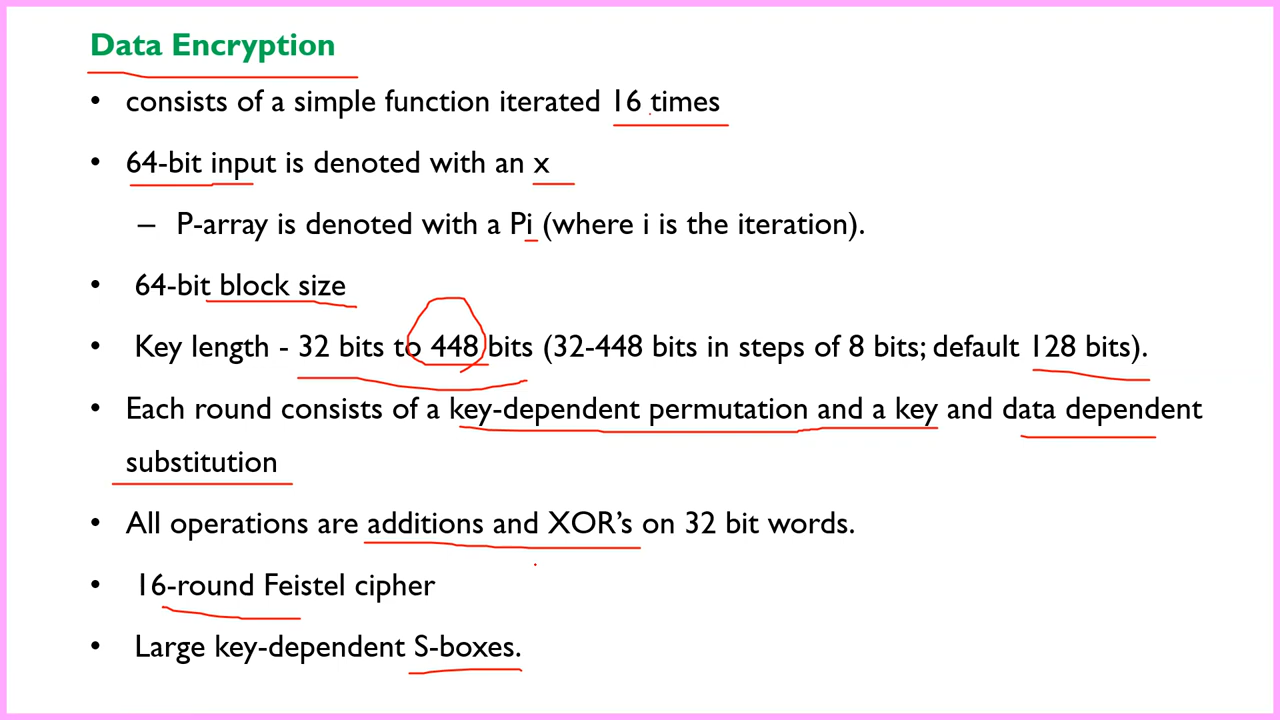 Data Encryption
• consists of a simple function iterated 16 times
• 64-bit input is denoted with an x
– P-array is denoted with a Pi (where i is the iteration).
• 64-bit block size
• Key length - 32 bits to 448 bits (32-448 bits in steps of 8 bits; default 128 bits).
• Each round consists of a key-dependent permutation and a key and data dependent
substitution
• All operations are additions and XOR's on 32 bit words.
• 16-round Feistel cipher
• Large key-dependent S-boxes.